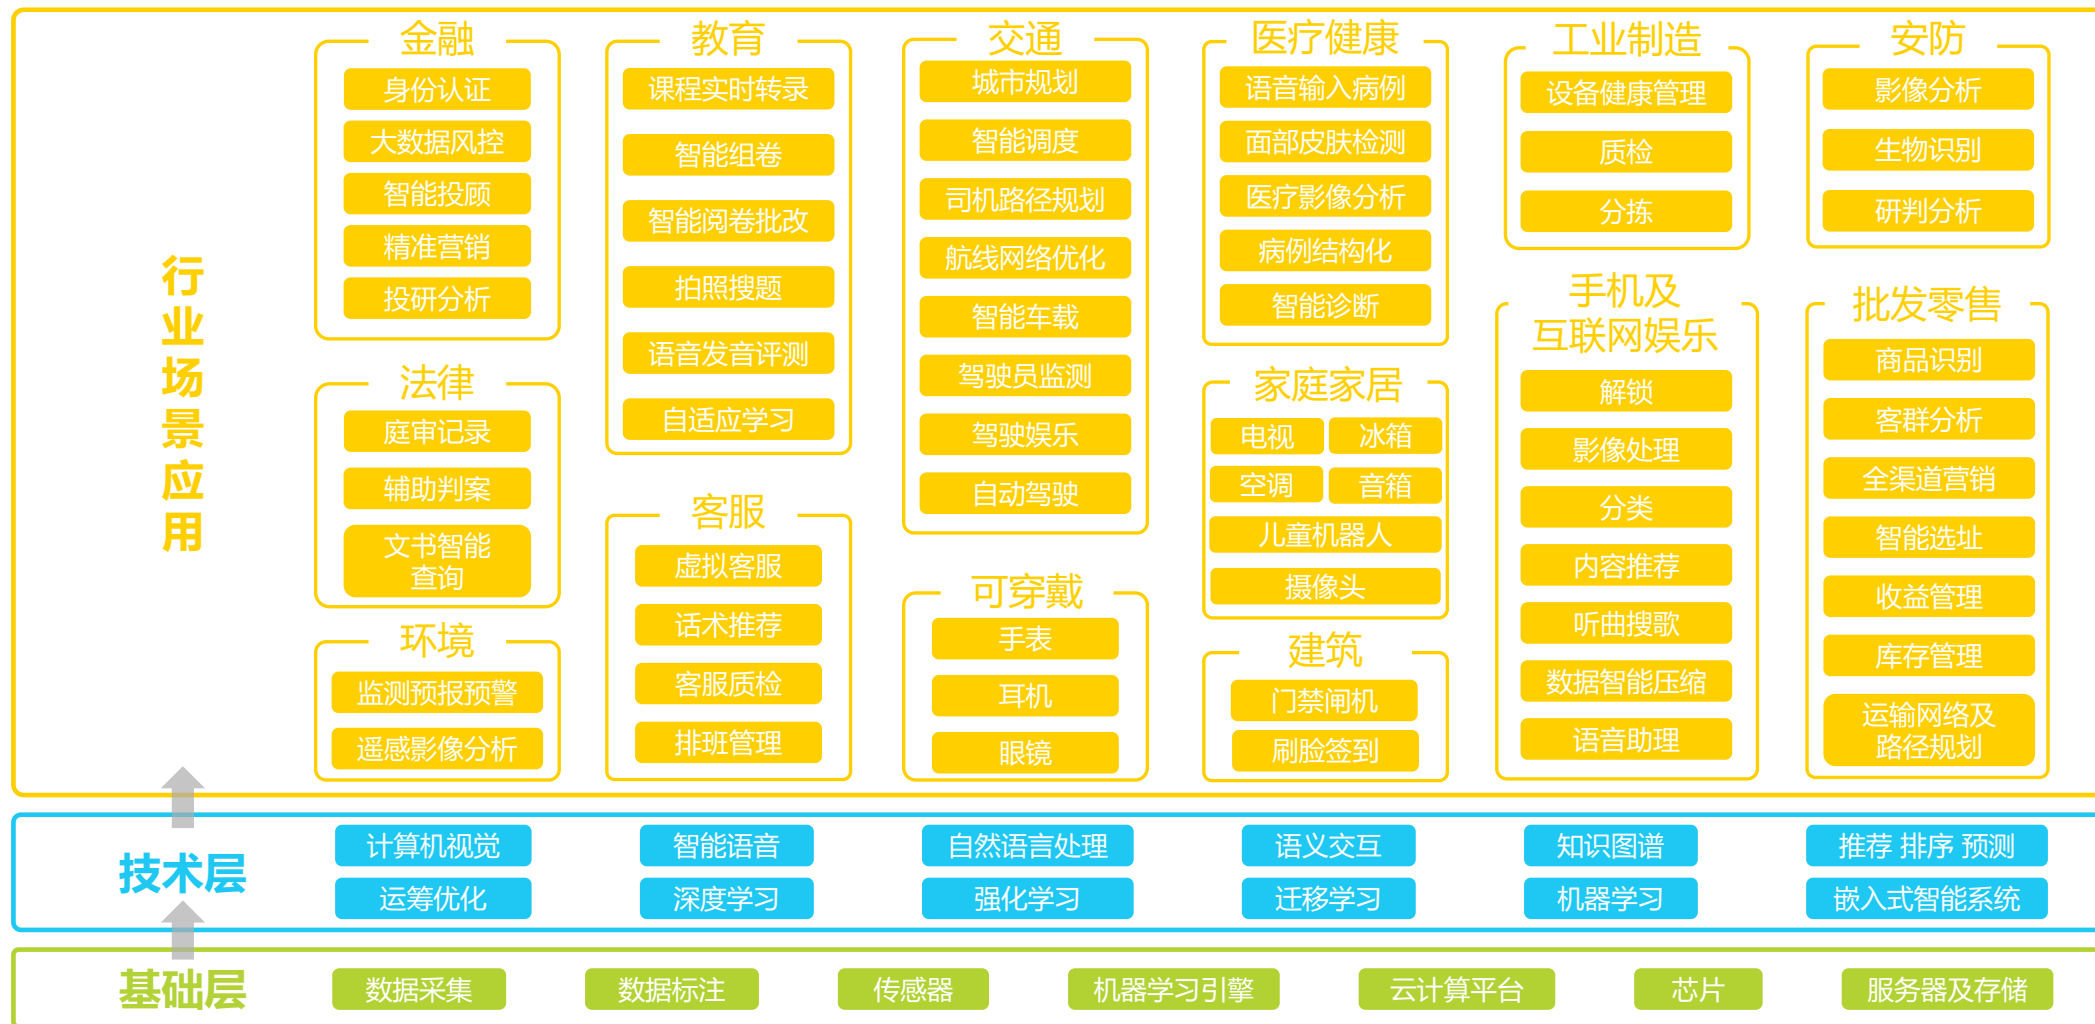 行业场景应用
金融
身份认证
大数据风控
智能投顾
精准营销
投研分析
法律
庭审记录
辅助判案
文书智能
查询
环境
监测预报预警
遥感影像分析
教育
课程实时转录
智能组卷
智能阅卷批改
拍照搜题
语音发音评测
自适应学习
客服
虚拟客服
话术推荐
客服质检
排班管理
交通
城市规划
智能调度
司机路径规划
航线网络优化
智能车载
驾驶员监测
驾驶娱乐
自动驾驶
可穿戴
手表
耳机
眼镜
医疗健康
语音输入病例
面部皮肤检测
医疗影像分析
病例结构化
智能诊断
家庭家居
电视 冰箱
空调 音箱
儿童机器人
摄像头
建筑
门禁闸机
刷脸签到
工业制造
设备健康管理
质检
分拣
手机及
互联网娱乐
解锁
影像处理
分类
内容推荐
听曲搜歌
数据智能压缩
语音助理
安防
影像分析
生物识别
研判分析
批发零售
商品识别
客群分析
全渠道营销
智能选址
收益管理
库存管理
运输网络及
路径规划
技术层
计算机视觉 智能语音 自然语言处理 语义交互 知识图谱 推荐 排序 预测
运筹优化 深度学习 强化学习 迁移学习 机器学习 嵌入式智能系统
基础层
数据采集 数据标注 传感器 机器学习引擎 云计算平台 芯片 服务器及存储